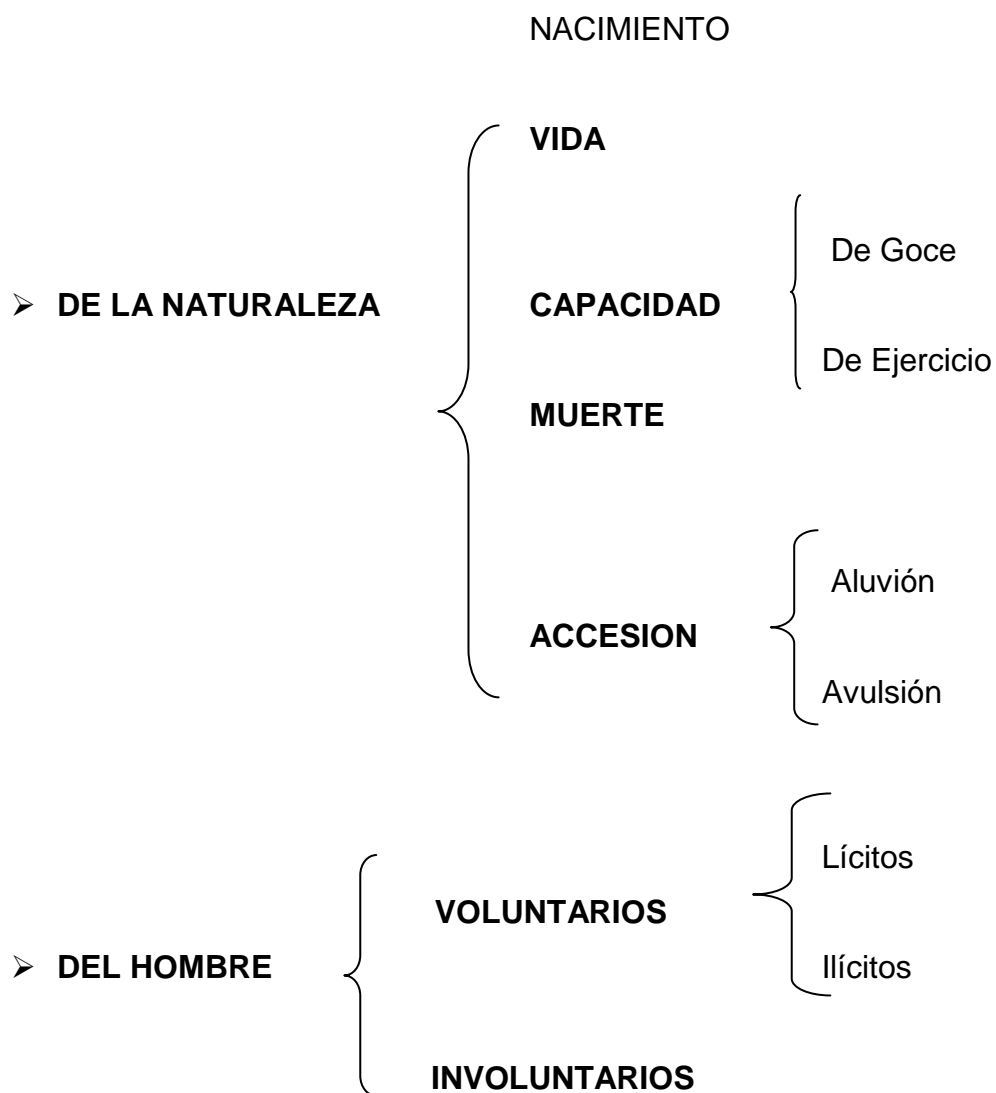 NACIMIENTO
VIDA
De Goce
➢ DE LA NATURALEZA CAPACIDAD
De Ejercicio
MUERTE
Aluvión
ACCESION
Avulsión
Lícitos
VOLUNTARIOS
➢ DEL HOMBRE Ilícitos
INVOLUNTARIOS